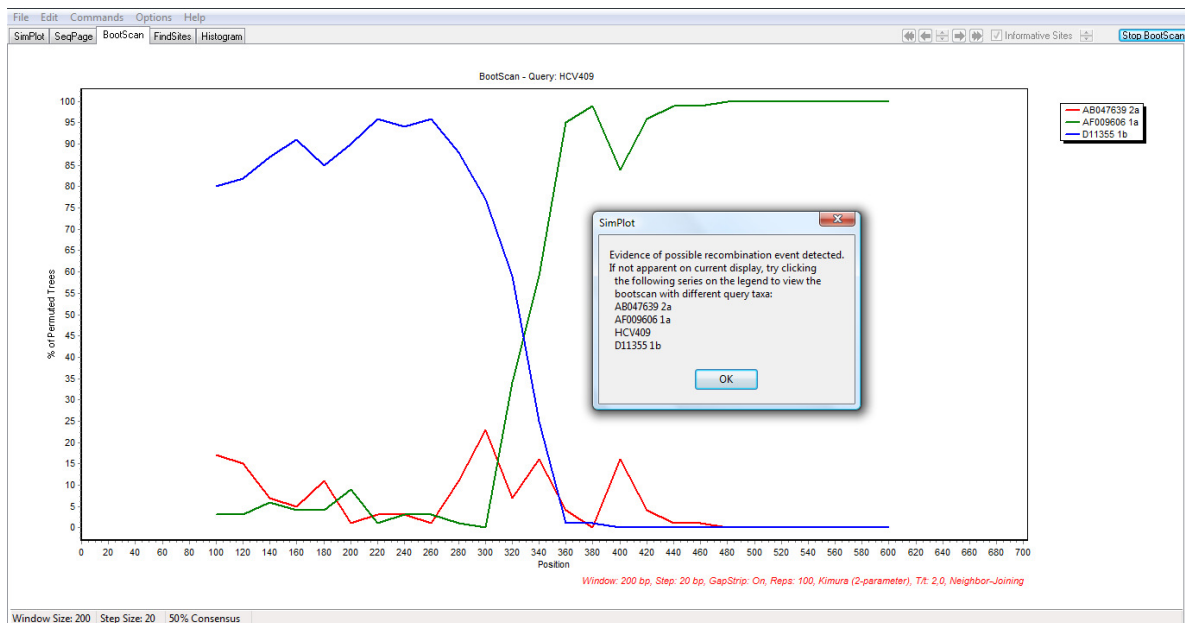 File Edit Commands Options Help
SimPlot SeqPage BootScan FindSites Histogram Informative Sites Stop BootScan
BootScan - Query: HCV409
AB047639 2a
AF009606 1a
D11355 1b
% of Permuted Trees
100
95
90
85
80
75
70
65
60
55
50
45
40
35
30
25
20
15
10
5
0
SimPlot
Evidence of possible recombination event detected.
If not apparent on current display, try clicking
the following series on the legend to view the
bootscan with different query taxa:
AB047639 2a
AF009606 1a
HCV409
D11355 1b
OK
0 20 40 60 80 100 120 140 160 180 200 220 240 260 280 300 320 340 360 380 400 420 440 460 480 500 520 540 560 580 600 620 640 660 680 700
Position
Window: 200 bp, Step: 20 bp, GapStrip: On, Reps: 100, Kimura (2-parameter), T/t: 2,0, Neighbor-Joining
Window Size: 200 Step Size: 20 50% Consensus